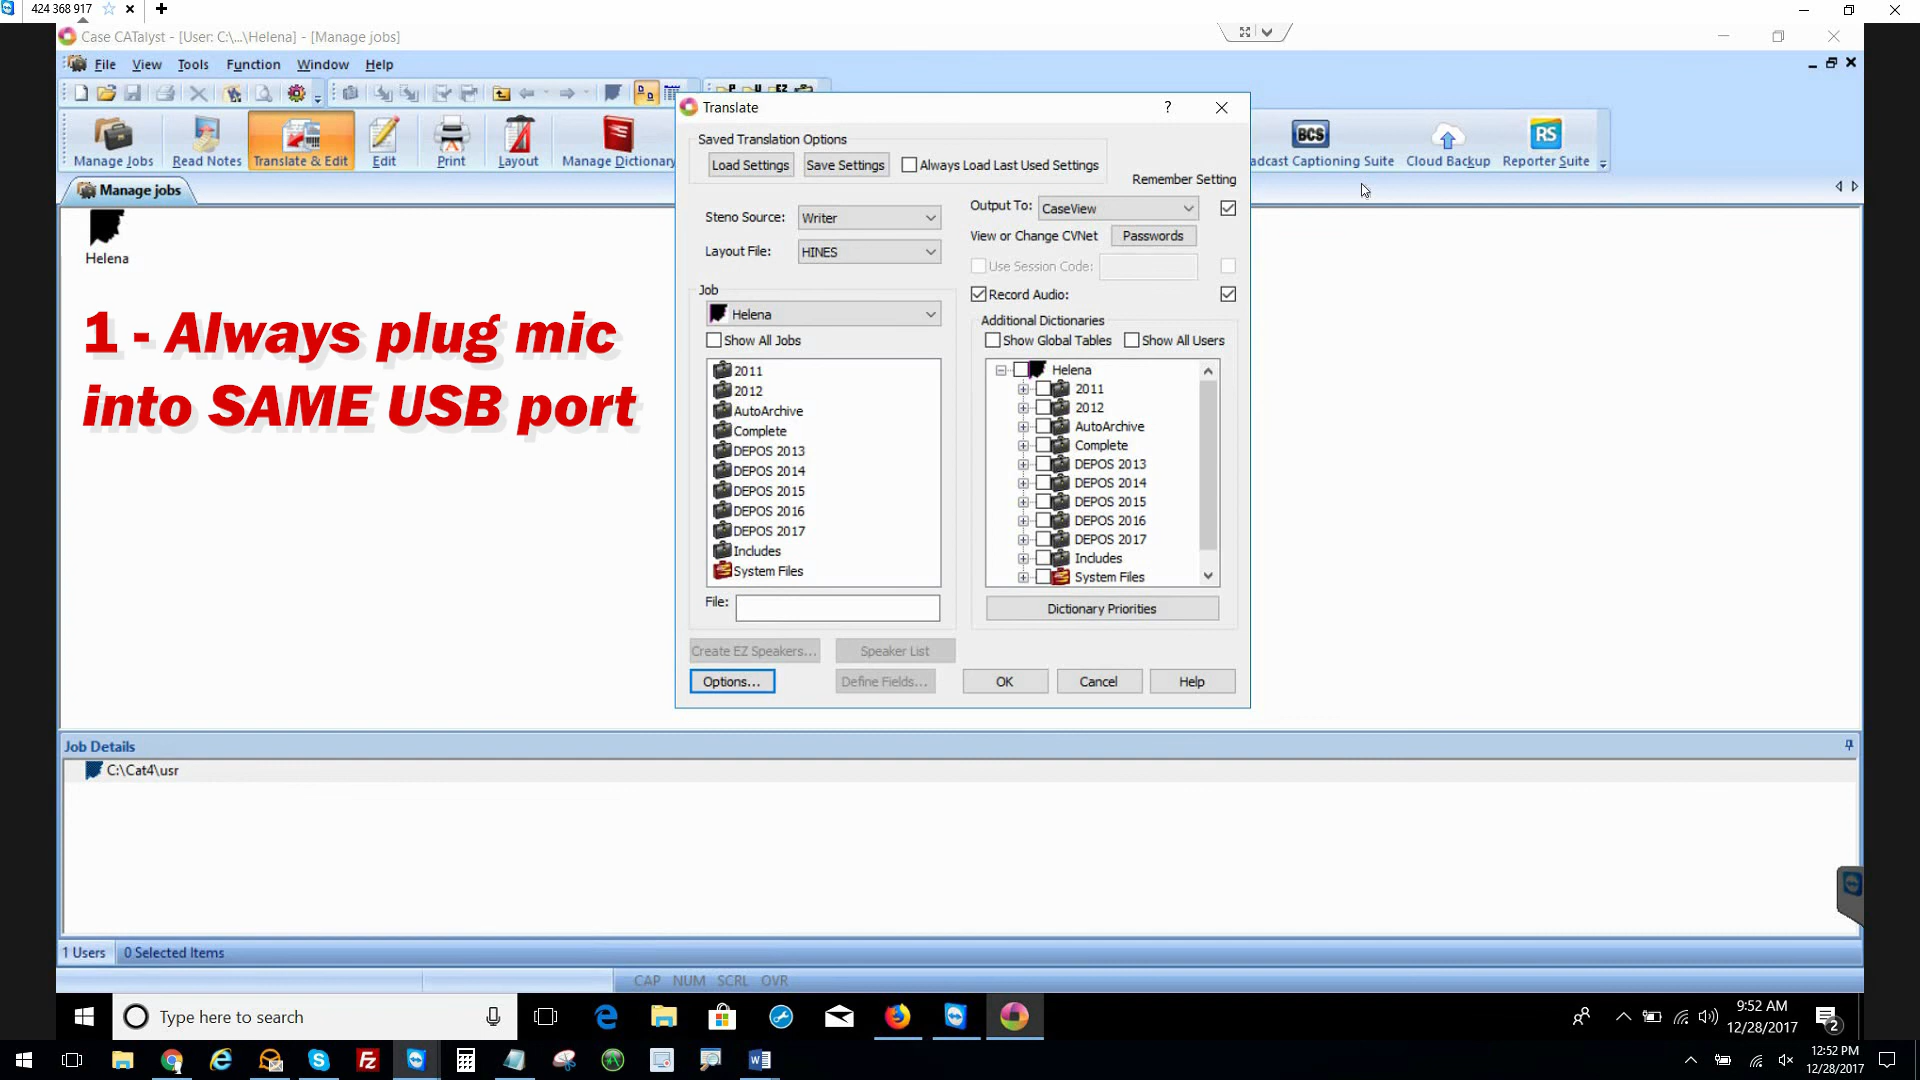 424 368 917
Case CATalyst - [User: C:\...\Helena] - [Manage jobs]
File View Tools Function Window Help
Manage Jobs Read Notes Translate & Edit Edit Print Layout Manage Dictionary
adcast Captioning Suite Cloud Backup Reporter Suite
BCS
RS
Manage jobs
Helena
1 - Always plug mic
into SAME USB port
Translate
?
Saved Translation Options
Load Settings Save Settings Always Load Last Used Settings
Remember Setting
Steno Source: Writer
Output To: CaseView
View or Change CVNet Passwords
Layout File: HINES
Use Session Code:
Job
Record Audio:
Helena
Additional Dictionaries
Show All Jobs
Show Global Tables Show All Users
2011
2012
AutoArchive
Complete
DEPOS 2013
DEPOS 2014
DEPOS 2015
DEPOS 2016
DEPOS 2017
Includes
System Files
Helena
2011
2012
AutoArchive
Complete
DEPOS 2013
DEPOS 2014
DEPOS 2015
DEPOS 2016
DEPOS 2017
Includes
System Files
File:
Dictionary Priorities
Create EZ Speakers... Speaker List
Options... Define Fields... OK Cancel Help
Job Details
C:\Cat4\usr
1 Users 0 Selected Items
CAP NUM SCRL OVR
Type here to search
9:52 AM
12/28/2017
2
12:52 PM
12/28/2017